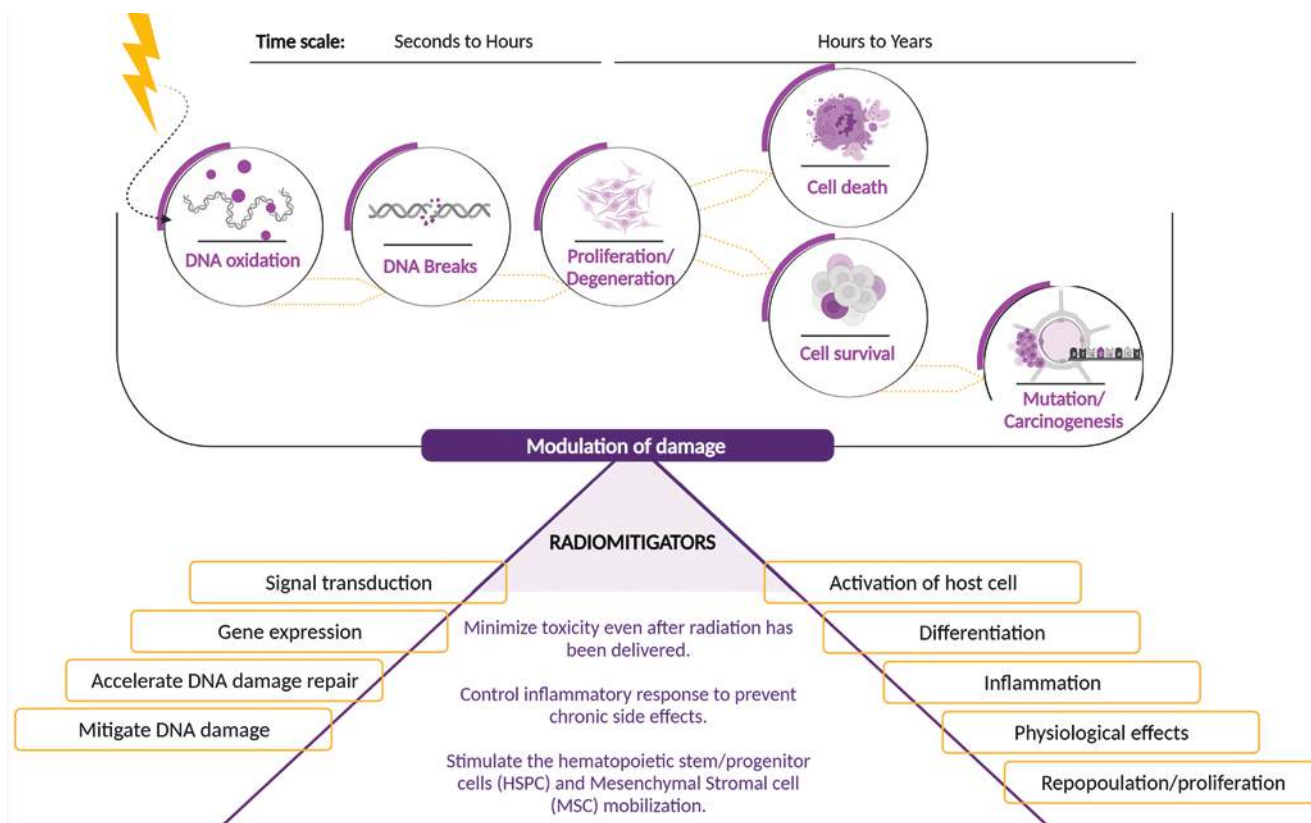 Time scale: Seconds to Hours Hours to Years
DNA oxidation
DNA Breaks
Proliferation/
Degeneration
Cell death
Cell survival
Mutation/
Carcinogenesis
Modulation of damage
RADIOMITIGATORS
Signal transduction
Gene expression
Accelerate DNA damage repair
Mitigate DNA damage
Minimize toxicity even after radiation has
been delivered.
Control inflammatory response to prevent
chronic side effects.
Stimulate the hematopoietic stem/progenitor
cells (HSPC) and Mesenchymal Stromal cell
(MSC) mobilization.
Activation of host cell
Differentiation
Inflammation
Physiological effects
Repopoulation/proliferation